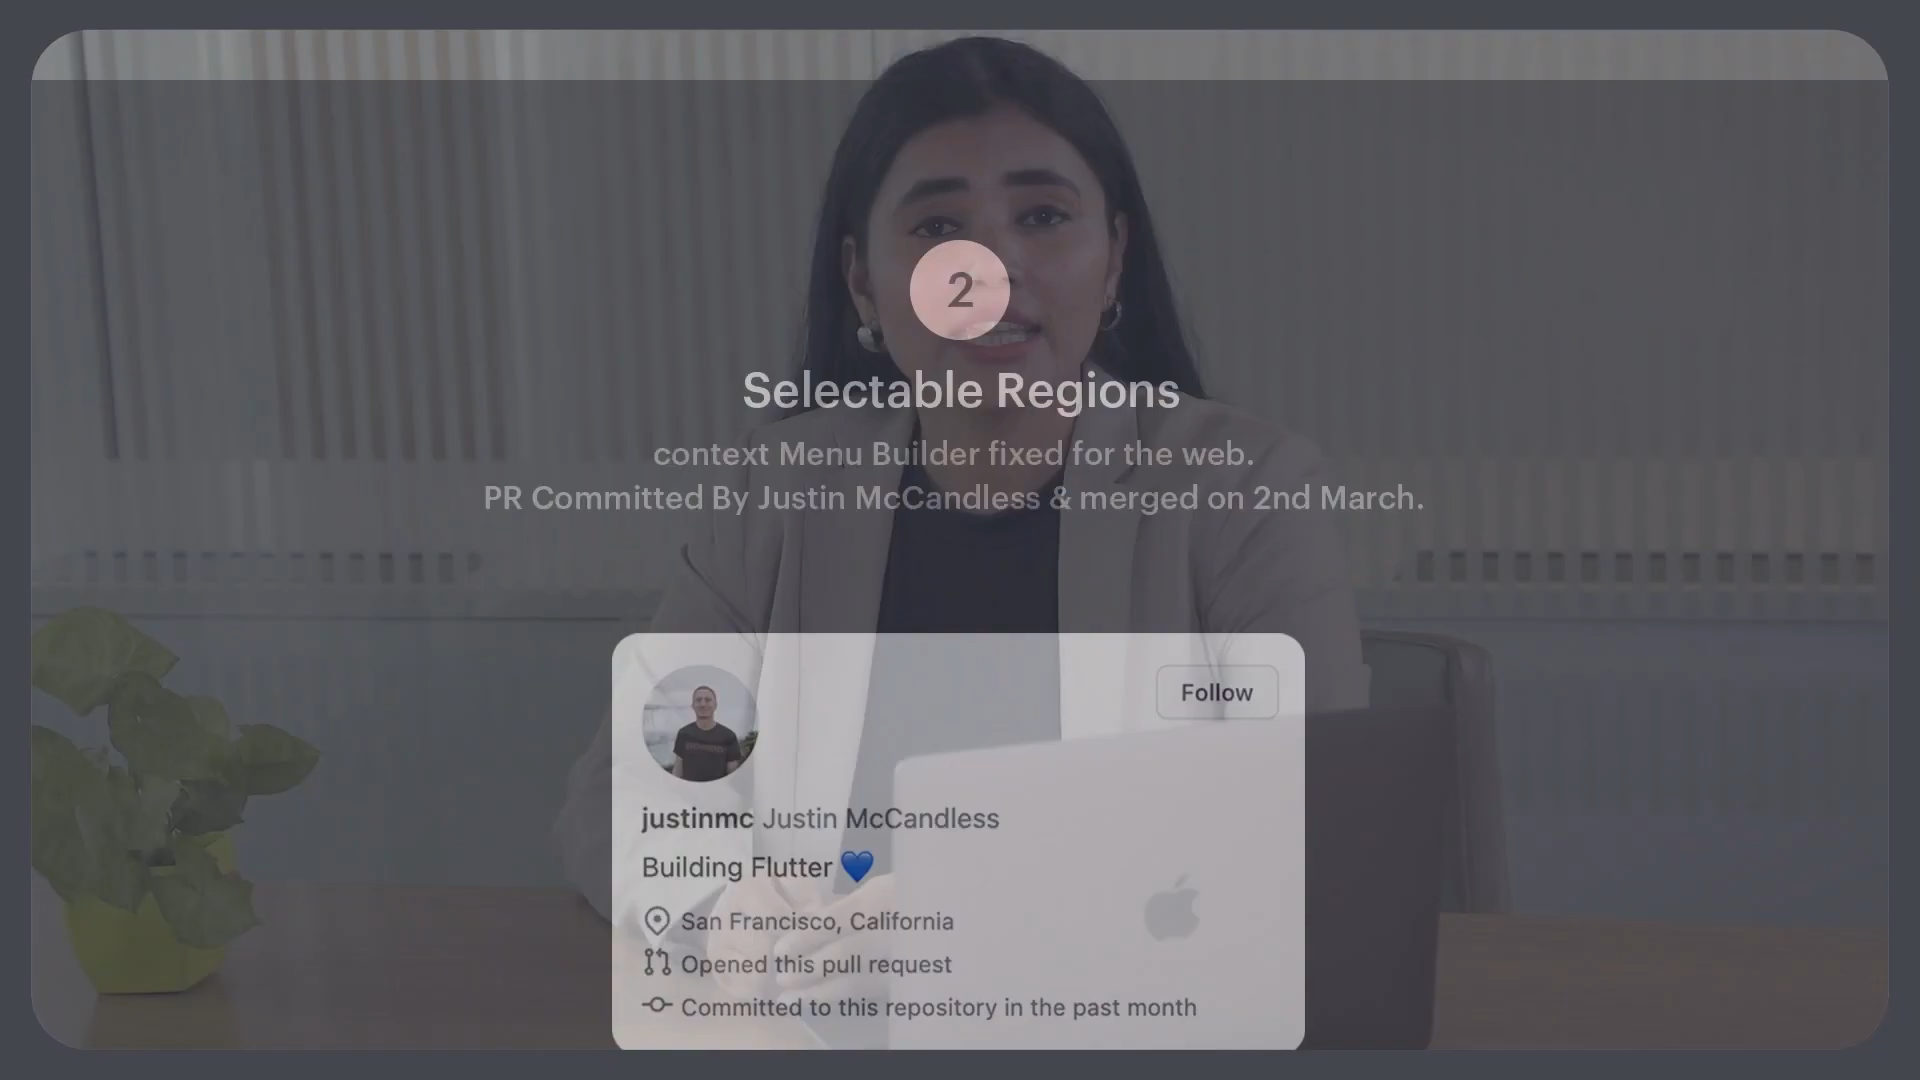 2
Selectable Regions
context Menu Builder fixed for the web.
PR Committed By Justin McCandless & merged on 2nd March.
Follow
justinmc Justin McCandless
Building Flutter 💙
San Francisco, California
Opened this pull request
Committed to this repository in the past month